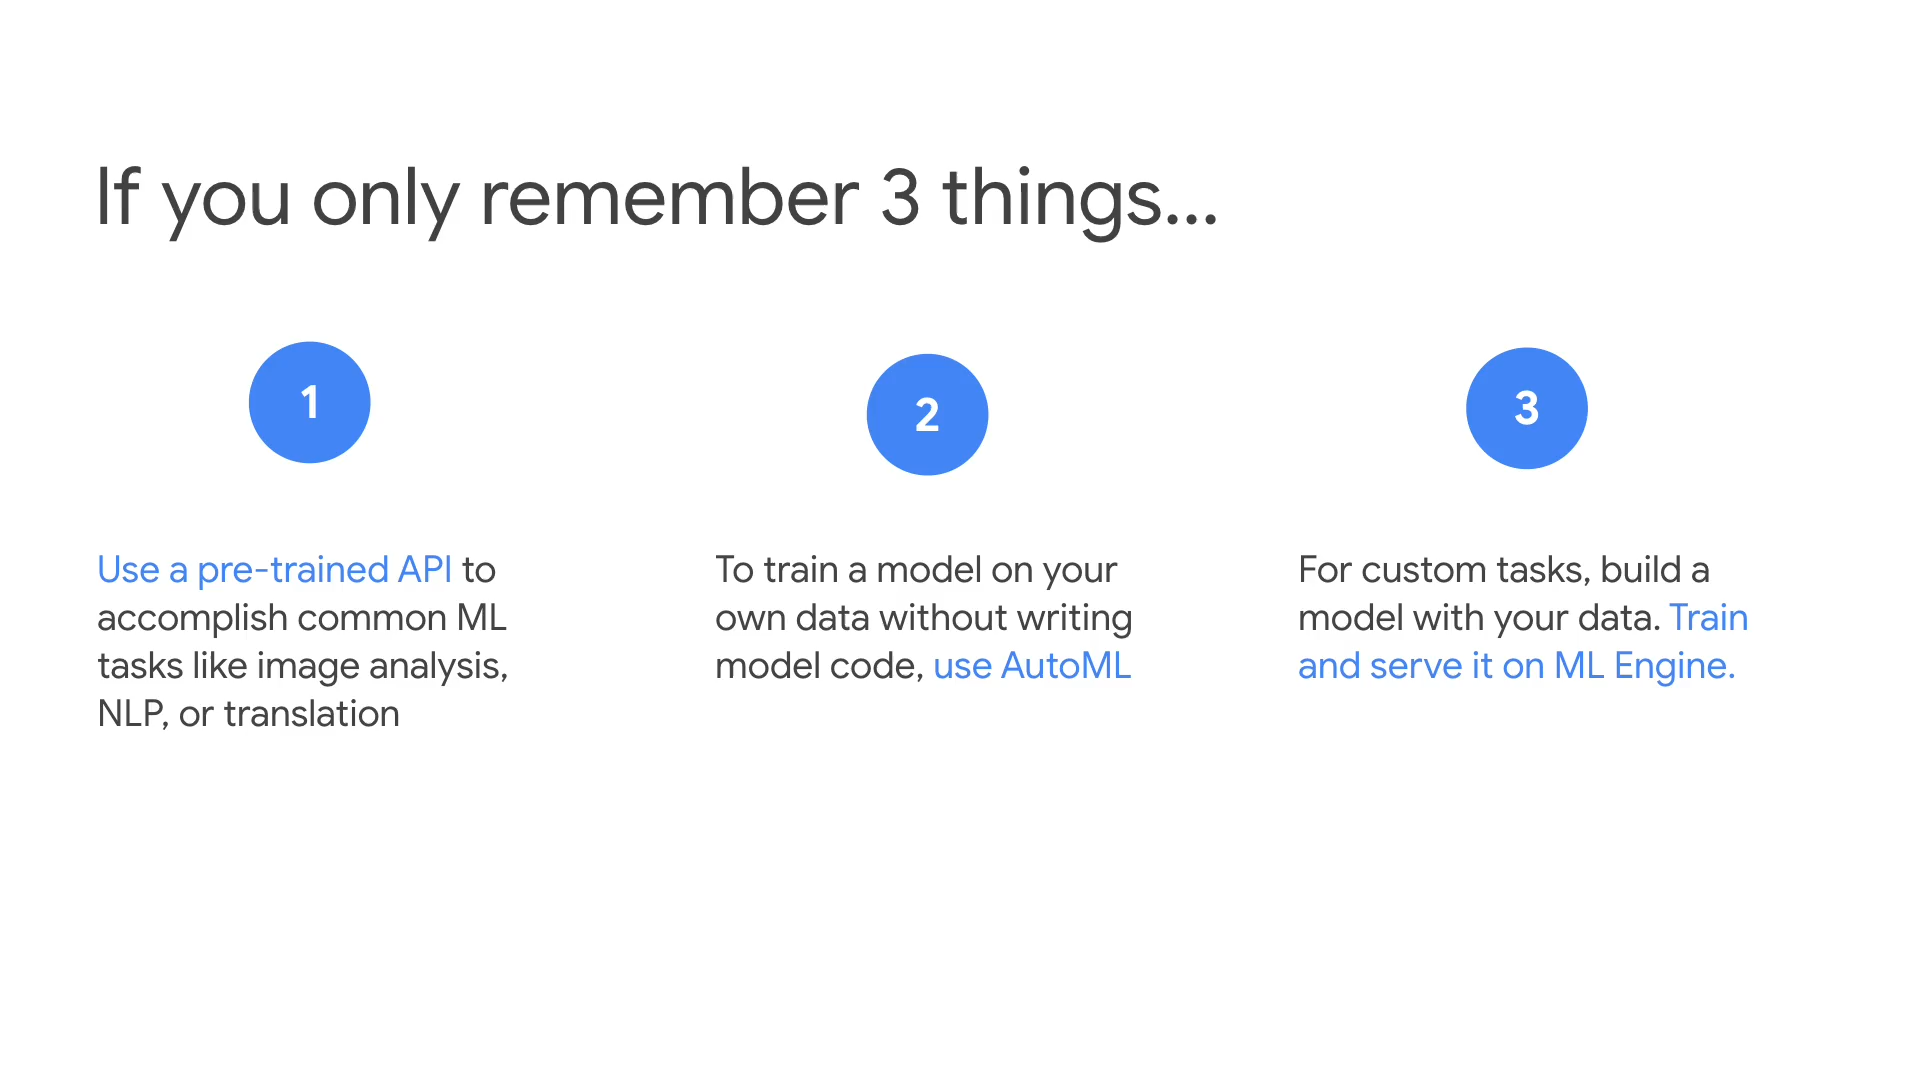 If you only remember 3 things...
1
Use a pre-trained API to
accomplish common ML
tasks like image analysis,
NLP, or translation
2
To train a model on your
own data without writing
model code, use AutoML
3
For custom tasks, build a
model with your data. Train
and serve it on ML Engine.